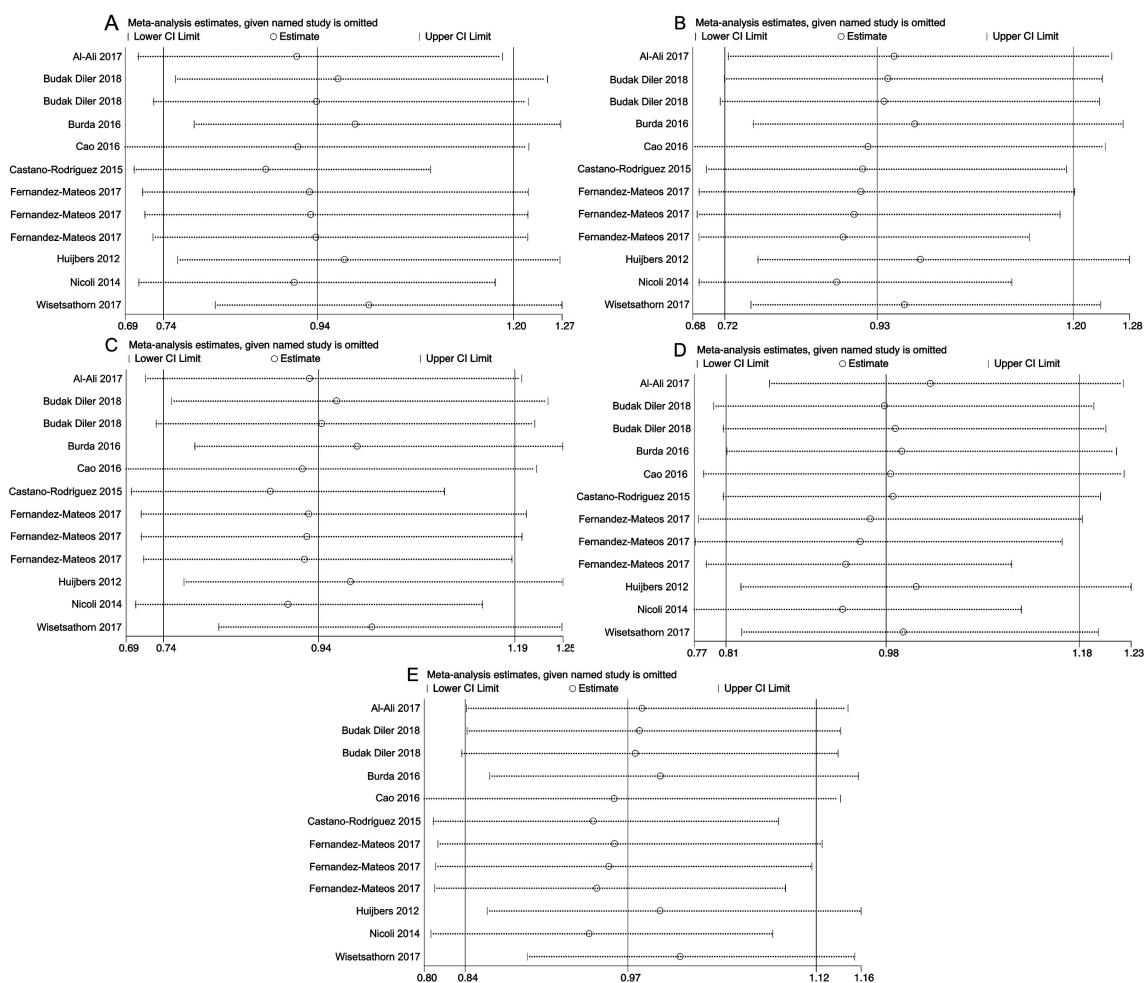 A Meta-analysis estimates, given named study is omitted
| Lower CI Limit ○ Estimate | Upper CI Limit
Al-Ali 2017
Budak Diler 2018
Budak Diler 2018
Burda 2016
Cao 2016
Castano-Rodriguez 2015
Fernandez-Mateos 2017
Fernandez-Mateos 2017
Fernandez-Mateos 2017
Huijbers 2012
Nicoli 2014
Wisetsathorn 2017
0.69 0.74 0.94 1.20 1.27
B Meta-analysis estimates, given named study is omitted
| Lower CI Limit ○ Estimate | Upper CI Limit
Al-Ali 2017
Budak Diler 2018
Budak Diler 2018
Burda 2016
Cao 2016
Castano-Rodriguez 2015
Fernandez-Mateos 2017
Fernandez-Mateos 2017
Fernandez-Mateos 2017
Huijbers 2012
Nicoli 2014
Wisetsathorn 2017
0.68 0.72 0.93 1.20 1.28
C Meta-analysis estimates, given named study is omitted
| Lower CI Limit ○ Estimate | Upper CI Limit
Al-Ali 2017
Budak Diler 2018
Budak Diler 2018
Burda 2016
Cao 2016
Castano-Rodriguez 2015
Fernandez-Mateos 2017
Fernandez-Mateos 2017
Fernandez-Mateos 2017
Huijbers 2012
Nicoli 2014
Wisetsathorn 2017
0.69 0.74 0.94 1.19 1.25
D Meta-analysis estimates, given named study is omitted
| Lower CI Limit ○ Estimate | Upper CI Limit
Al-Ali 2017
Budak Diler 2018
Budak Diler 2018
Burda 2016
Cao 2016
Castano-Rodriguez 2015
Fernandez-Mateos 2017
Fernandez-Mateos 2017
Fernandez-Mateos 2017
Huijbers 2012
Nicoli 2014
Wisetsathorn 2017
0.77 0.81 0.98 1.18 1.23
E Meta-analysis estimates, given named study is omitted
| Lower CI Limit ○ Estimate | Upper CI Limit
Al-Ali 2017
Budak Diler 2018
Budak Diler 2018
Burda 2016
Cao 2016
Castano-Rodriguez 2015
Fernandez-Mateos 2017
Fernandez-Mateos 2017
Fernandez-Mateos 2017
Huijbers 2012
Nicoli 2014
Wisetsathorn 2017
0.80 0.84 0.97 1.12 1.16